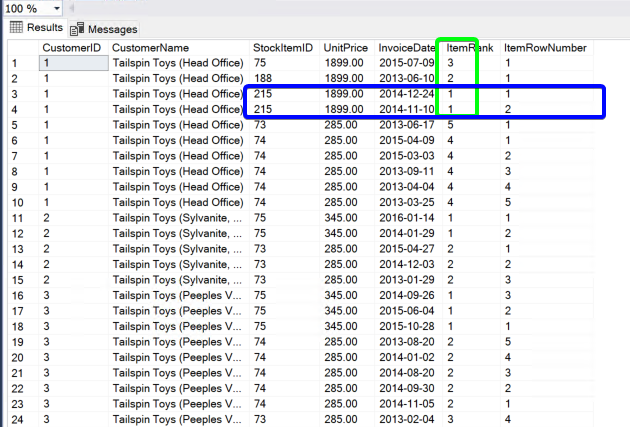 100 %
Results Messages
CustomerID CustomerName StockItemID UnitPrice InvoiceDate ItemRank ItemRowNumber
1 1 Tailspin Toys (Head Office) 75 1899.00 2015-07-09 3 1
2 1 Tailspin Toys (Head Office) 188 1899.00 2013-06-10 2 1
3 1 Tailspin Toys (Head Office) 215 1899.00 2014-12-24 1 1
4 1 Tailspin Toys (Head Office) 215 1899.00 2014-11-10 1 2
5 1 Tailspin Toys (Head Office) 73 285.00 2013-06-17 5 1
6 1 Tailspin Toys (Head Office) 74 285.00 2015-04-09 4 1
7 1 Tailspin Toys (Head Office) 74 285.00 2015-03-03 4 2
8 1 Tailspin Toys (Head Office) 74 285.00 2013-09-11 4 3
9 1 Tailspin Toys (Head Office) 74 285.00 2013-04-04 4 4
10 1 Tailspin Toys (Head Office) 74 285.00 2013-03-25 4 5
11 2 Tailspin Toys (Sylvanite, ... 75 345.00 2016-01-14 1 1
12 2 Tailspin Toys (Sylvanite, ... 75 345.00 2014-01-29 1 2
13 2 Tailspin Toys (Sylvanite, ... 73 285.00 2015-04-27 2 1
14 2 Tailspin Toys (Sylvanite, ... 73 285.00 2014-12-03 2 2
15 2 Tailspin Toys (Sylvanite, ... 73 285.00 2013-01-29 2 3
16 3 Tailspin Toys (Peeples V... 75 345.00 2014-09-26 1 3
17 3 Tailspin Toys (Peeples V... 75 345.00 2015-06-04 1 2
18 3 Tailspin Toys (Peeples V... 75 345.00 2015-10-28 1 1
19 3 Tailspin Toys (Peeples V... 74 285.00 2013-08-20 2 5
20 3 Tailspin Toys (Peeples V... 74 285.00 2014-01-02 2 4
21 3 Tailspin Toys (Peeples V... 74 285.00 2014-08-20 2 3
22 3 Tailspin Toys (Peeples V... 74 285.00 2014-09-30 2 2
23 3 Tailspin Toys (Peeples V... 74 285.00 2014-11-05 2 1
24 3 Tailspin Toys (Peeples V... 73 285.00 2013-02-04 3 4